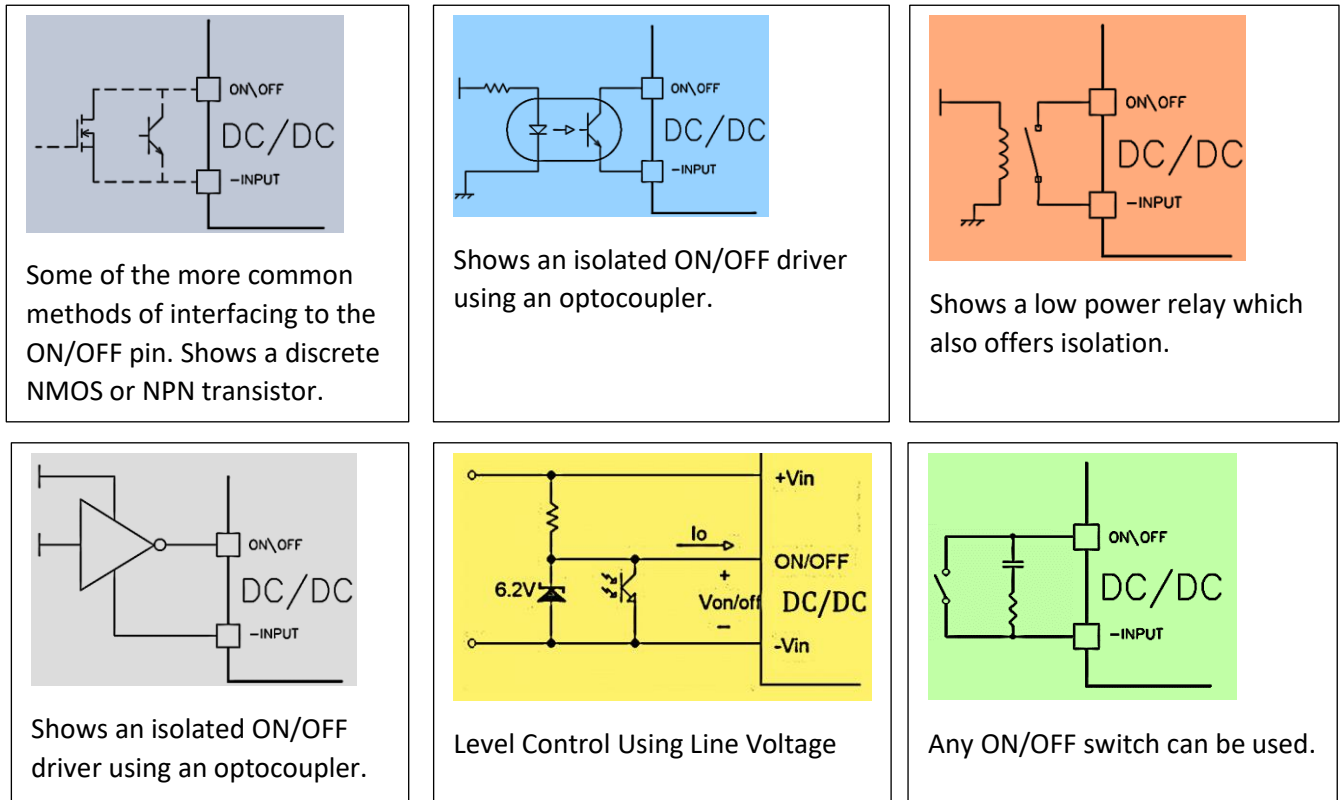 ON\OFF
DC/DC
-INPUT
Some of the more common
methods of interfacing to the
ON/OFF pin. Shows a discrete
NMOS or NPN transistor.
ON\OFF
DC/DC
-INPUT
Shows an isolated ON/OFF driver
using an optocoupler.
ON\OFF
DC/DC
-INPUT
Shows a low power relay which
also offers isolation.
ON\OFF
DC/DC
-INPUT
Shows an isolated ON/OFF
driver using an optocoupler.
+Vin
Io
ON/OFF
6.2V
+
Von/off
DC/DC
-
-Vin
Level Control Using Line Voltage
ON\OFF
DC/DC
-INPUT
Any ON/OFF switch can be used.